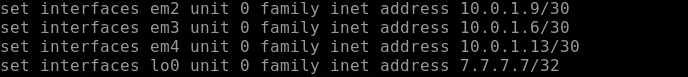 set interfaces em2 unit 0 family inet address 10.0.1.9/30
set interfaces em3 unit 0 family inet address 10.0.1.6/30
set interfaces em4 unit 0 family inet address 10.0.1.13/30
set interfaces lo0 unit 0 family inet address 7.7.7.7/32